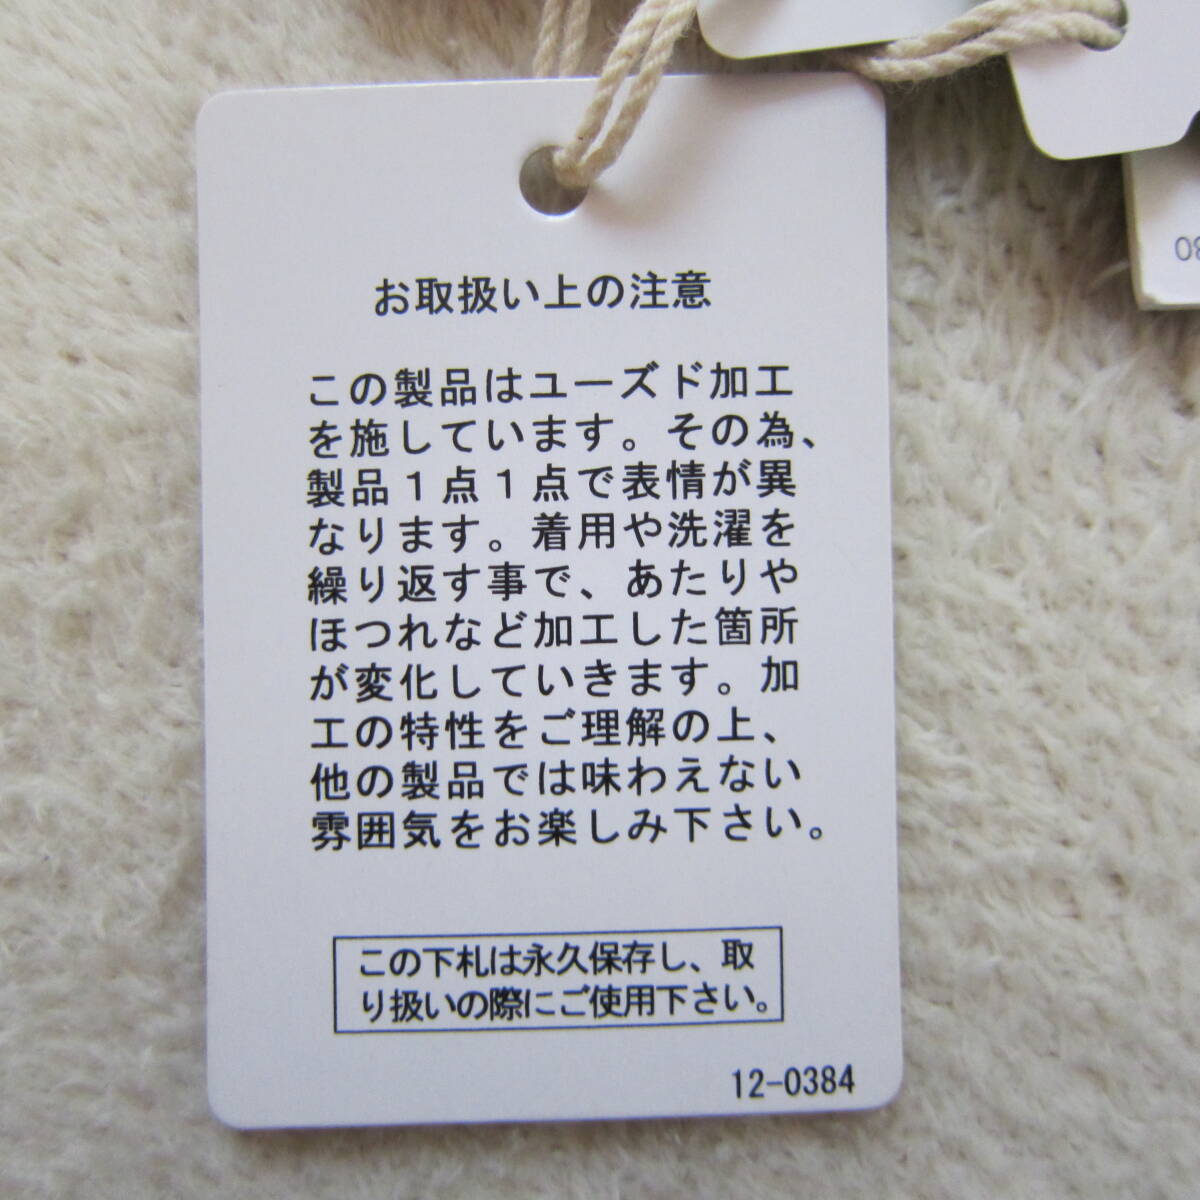 お取扱い上の注意
この製品はユーズド加工
を施しています。その為、
製品１点１点で表情が異
なります。着用や洗濯を
繰り返す事で、あたりや
ほつれなど加工した箇所
が変化していきます。加
工の特性をご理解の上、
他の製品では味わえない
雰囲気をお楽しみ下さい。
この下札は永久保存し、取
り扱いの際にご使用下さい。
12-0384